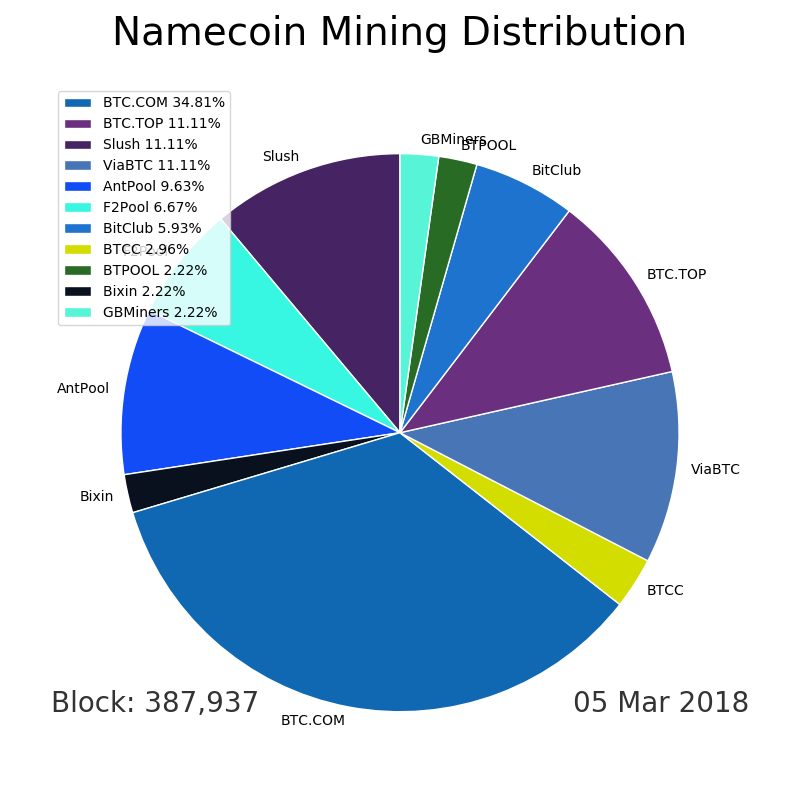 Namecoin Mining Distribution
BTC.COM 34.81%
BTC.TOP 11.11%
Slush 11.11%
ViaBTC 11.11%
AntPool 9.63%
F2Pool 6.67%
BitClub 5.93%
BTCC 2.96%
BTPOOL 2.22%
Bixin 2.22%
GBMiners 2.22%
GBMiners
BTPOOL
BitClub
Slush
F2Pool
BTC.TOP
AntPool
ViaBTC
Bixin
BTCC
Block: 387,937
05 Mar 2018
BTC.COM